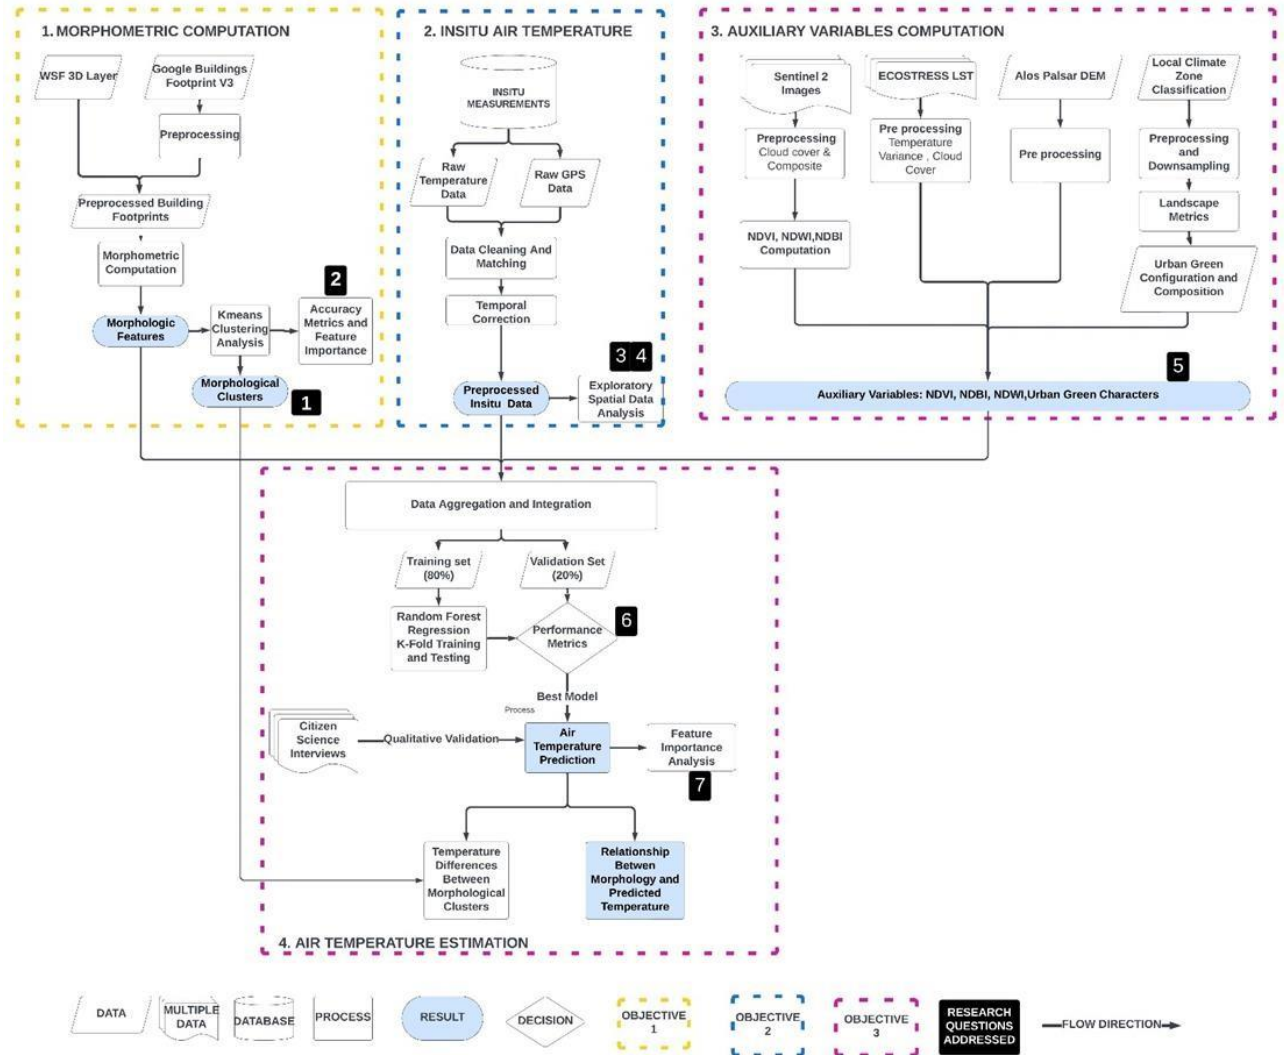 1. MORPHOMETRIC COMPUTATION
WSF 3D Layer
Google Buildings
Footprint V3
Preprocessing
Preprocessed Building
Footprints
Morphometric
Computation
Morphologic
Features
Kmeans
Clustering
Analysis
2
Accuracy
Metrics and
Feature
Importance
Morphological
Clusters
1
2. INSITU AIR TEMPERATURE
INSITU
MEASUREMENTS
Raw
Temperature
Data
Raw GPS
Data
Data Cleaning And
Matching
Temporal
Correction
3 4
Preprocessed
Insitu Data
Exploratory
Spatial Data
Analysis
3. AUXILIARY VARIABLES COMPUTATION
Sentinel 2
Images
ECOSTRESS LST
Alos Palsar DEM
Local Climate
Zone
Classification
Preprocessing
Cloud cover &
Composite
Pre processing
Temperature
Variance , Cloud
Cover
Pre processing
Preprocessing
and
Downsampling
Landscape
Metrics
NDVI, NDWI,NDBI
Computation
Urban Green
Configuration and
Composition
5
Auxiliary Variables: NDVI, NDBI, NDWI,Urban Green Characters
Data Aggregation and Integration
Training set
(80%)
Validation Set
(20%)
Random Forest
Regression
K-Fold Training
and Testing
Performance
Metrics
6
Best Model
Process
Citizen
Science
Interviews
Qualitative Validation
Air
Temperature
Prediction
Feature
Importance
Analysis
7
Temperature
Differences
Between
Morphological
Clusters
Relationship
Betwen
Morphology and
Predicted
Temperature
4. AIR TEMPERATURE ESTIMATION
DATA
MULTIPLE
DATA
DATABASE
PROCESS
RESULT
DECISION
OBJECTIVE
1
OBJECTIVE
2
OBJECTIVE
3
RESEARCH
QUESTIONS
ADDRESSED
FLOW DIRECTION